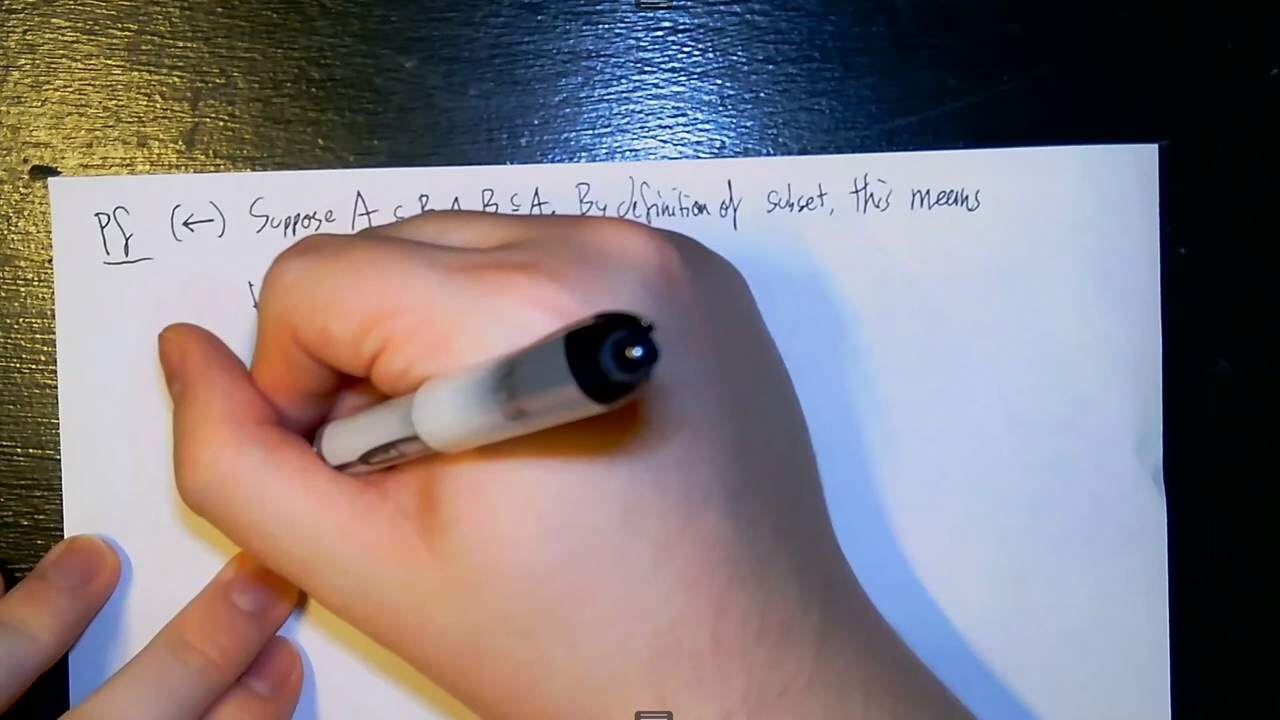 Pf (←) Suppose A ⊆ B ∧ B ⊆ A. By definition of subset, this means